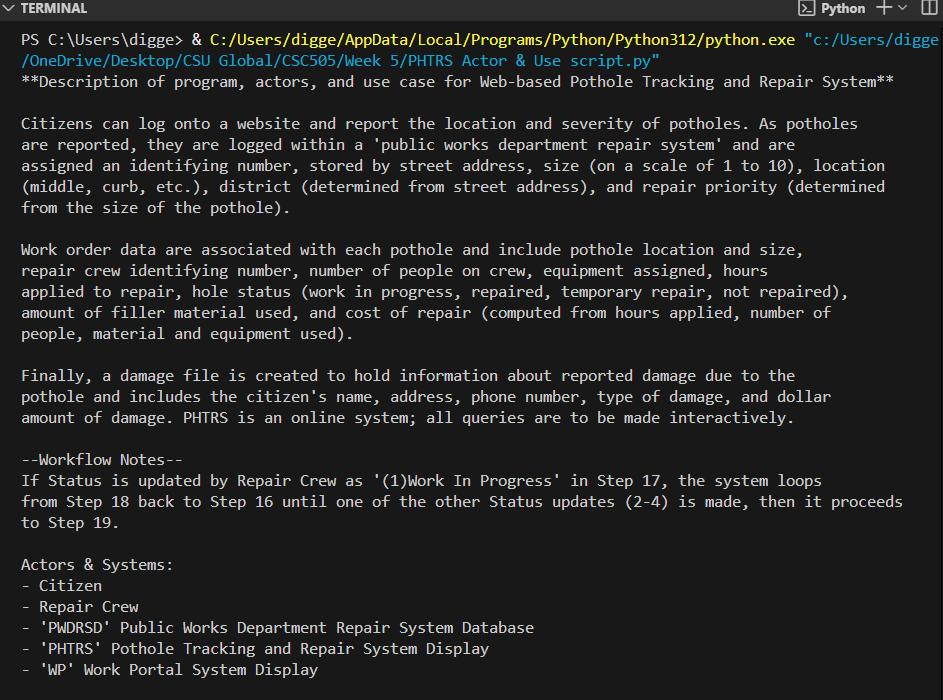 TERMINAL
Python
PS C:\Users\digge> & C:/Users/digge/AppData/Local/Programs/Python/Python312/python.exe "c:/Users/digge
/OneDrive/Desktop/CSU Global/CSC505/Week 5/PHTRS Actor & Use script.py"
**Description of program, actors, and use case for Web-based Pothole Tracking and Repair System**
Citizens can log onto a website and report the location and severity of potholes. As potholes
are reported, they are logged within a 'public works department repair system' and are
assigned an identifying number, stored by street address, size (on a scale of 1 to 10), location
(middle, curb, etc.), district (determined from street address), and repair priority (determined
from the size of the pothole).
Work order data are associated with each pothole and include pothole location and size,
repair crew identifying number, number of people on crew, equipment assigned, hours
applied to repair, hole status (work in progress, repaired, temporary repair, not repaired),
amount of filler material used, and cost of repair (computed from hours applied, number of
people, material and equipment used).
Finally, a damage file is created to hold information about reported damage due to the
pothole and includes the citizen's name, address, phone number, type of damage, and dollar
amount of damage. PHTRS is an online system; all queries are to be made interactively.
--Workflow Notes--
If Status is updated by Repair Crew as '(1)Work In Progress' in Step 17, the system loops
from Step 18 back to Step 16 until one of the other Status updates (2-4) is made, then it proceeds
to Step 19.
Actors & Systems:
- Citizen
- Repair Crew
- 'PWDRSD' Public Works Department Repair System Database
- 'PHTRS' Pothole Tracking and Repair System Display
- 'WP' Work Portal System Display